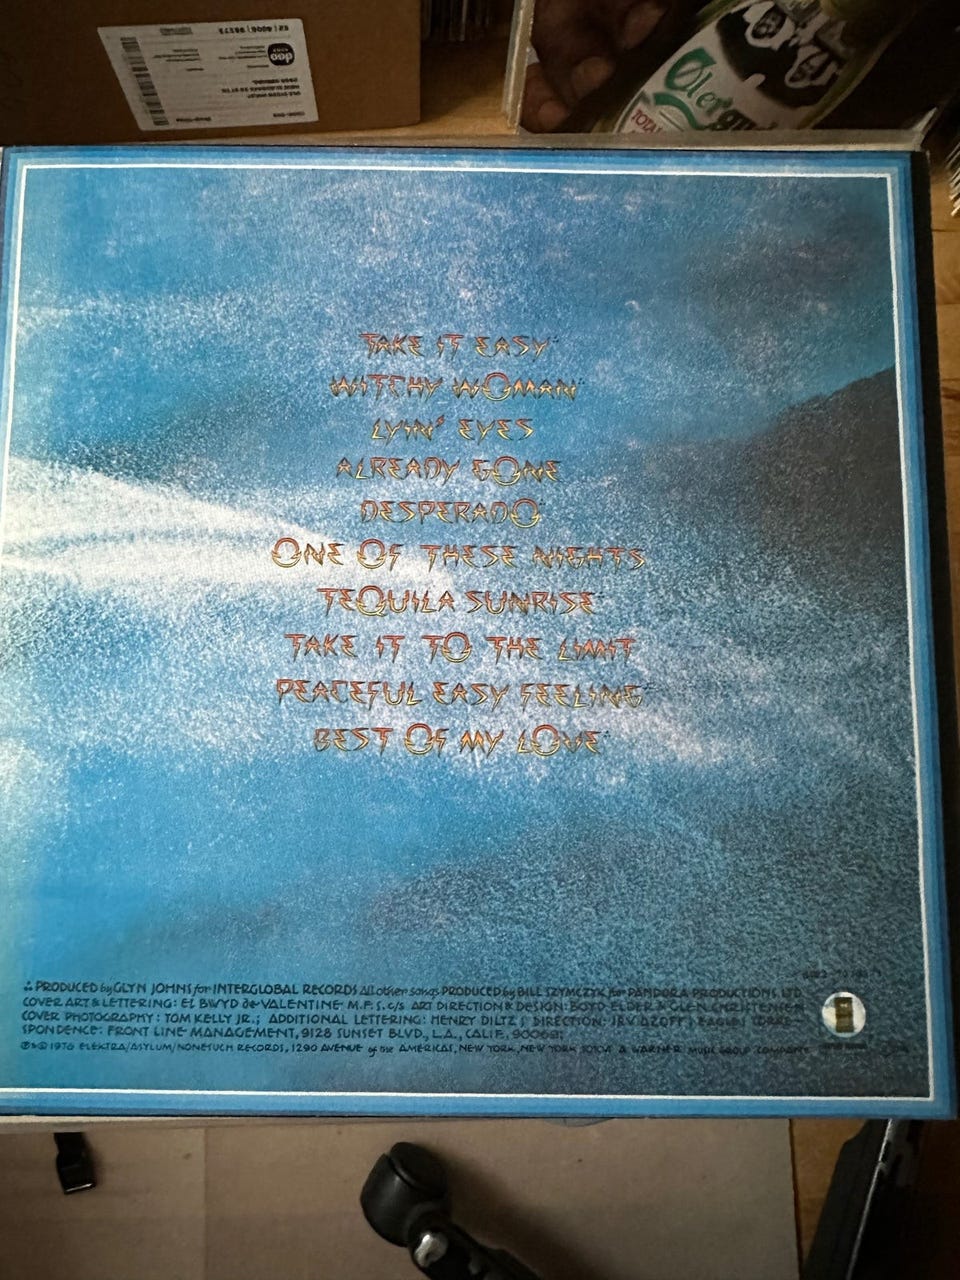 Øler
TOTAL
TAKE IT EASY∴
WITCHY WOMAN∴
LYIN' EYES
ALREADY GONE
DESPERADO∴
ONE OF THESE NIGHTS
TEQUILA SUNRISE∴
TAKE IT TO THE LIMIT
PEACEFUL EASY FEELING∴
BEST OF MY LOVE∴
∴ PRODUCED by GLYN JOHNS for INTERGLOBAL RECORDS All other songs PRODUCED by BILL SZYMCZYK for PANDORA PRODUCTIONS LTD.
COVER ART & LETTERING: EL BWYD de VALENTINE M.F.S. c/s ART DIRECTION & DESIGN: BOYD ELDER & GLEN CHRISTENSEN
COVER PHOTOGRAPHY: TOM KELLY JR.; ADDITIONAL LETTERING: HENRY DILTZ; DIRECTION: IRV AZOFF; EAGLE CORRE-
SPONDENCE: FRONT LINE MANAGEMENT, 9128 SUNSET BLVD., L.A., CALIF. 90069
℗&© 1976 ELEKTRA/ASYLUM/NONESUCH RECORDS, 1290 AVENUE of the AMERICAS, NEW YORK, NEW YORK 10104 A WARNER MUSIC GROUP COMPANY